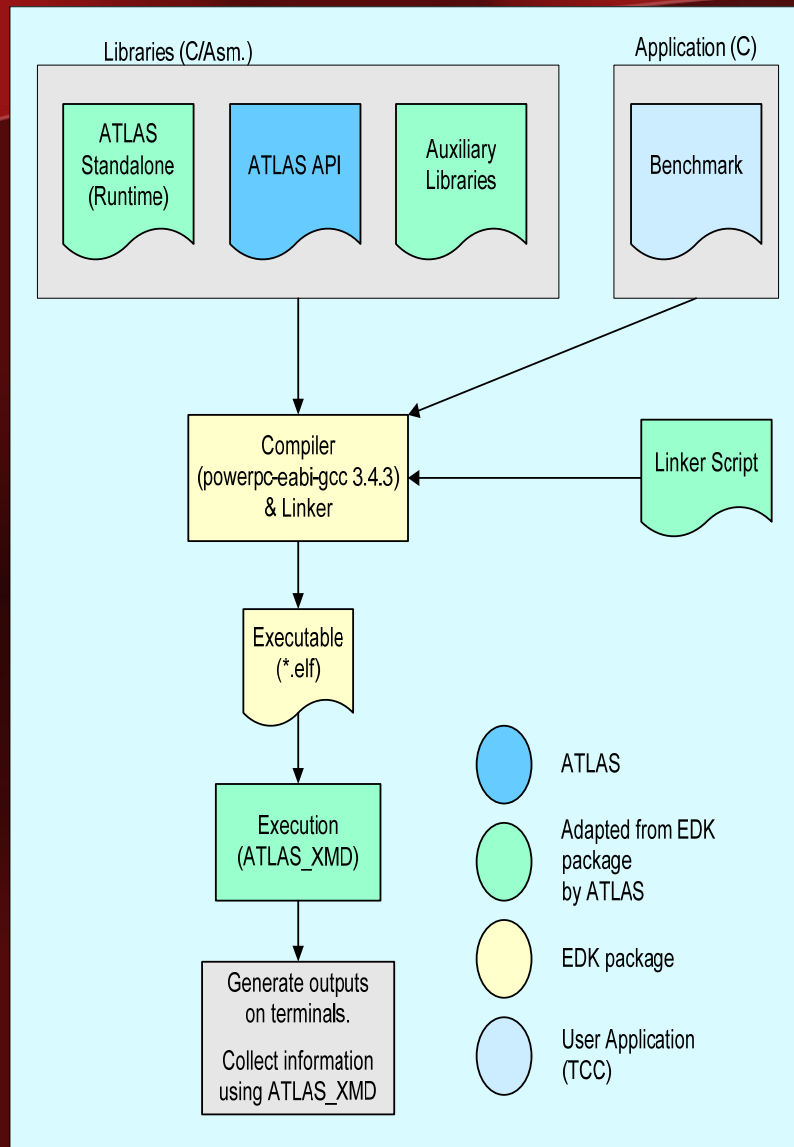 Libraries (C/Asm.)
Application (C)
ATLAS
Standalone
(Runtime)
ATLAS API
Auxiliary
Libraries
Benchmark
Compiler
(powerpc-eabi-gcc 3.4.3)
& Linker
Linker Script
Executable
(*.elf)
Execution
(ATLAS_XMD)
Generate outputs
on terminals.
Collect information
using ATLAS_XMD
ATLAS
Adapted from EDK
package
by ATLAS
EDK package
User Application
(TCC)